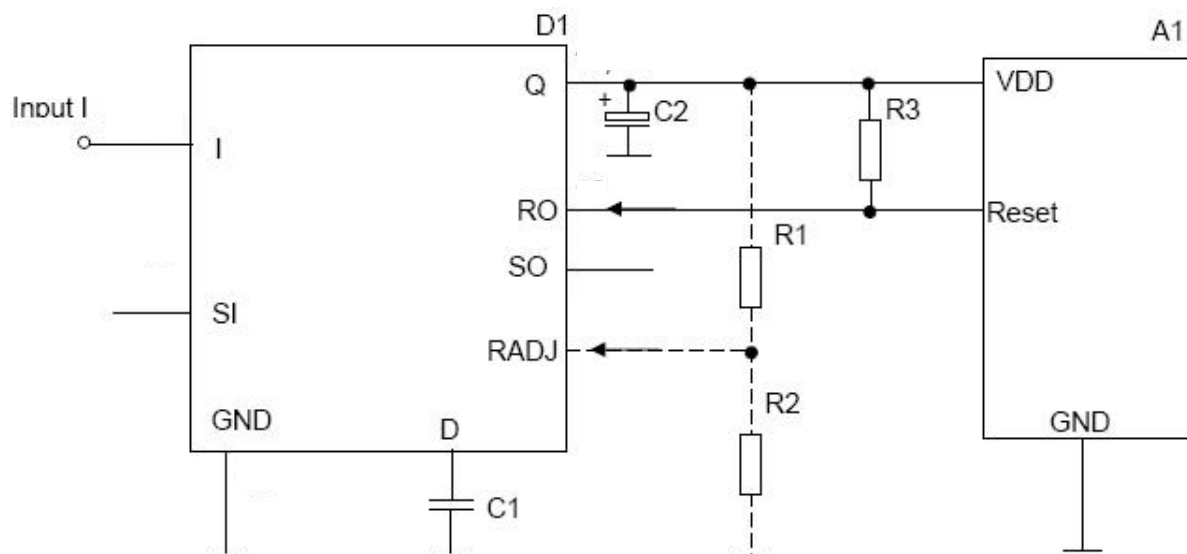 D1
A1
Q
VDD
Input I
+
C2
R3
I
RO
Reset
R1
SO
SI
RADJ
R2
GND
D
GND
C1